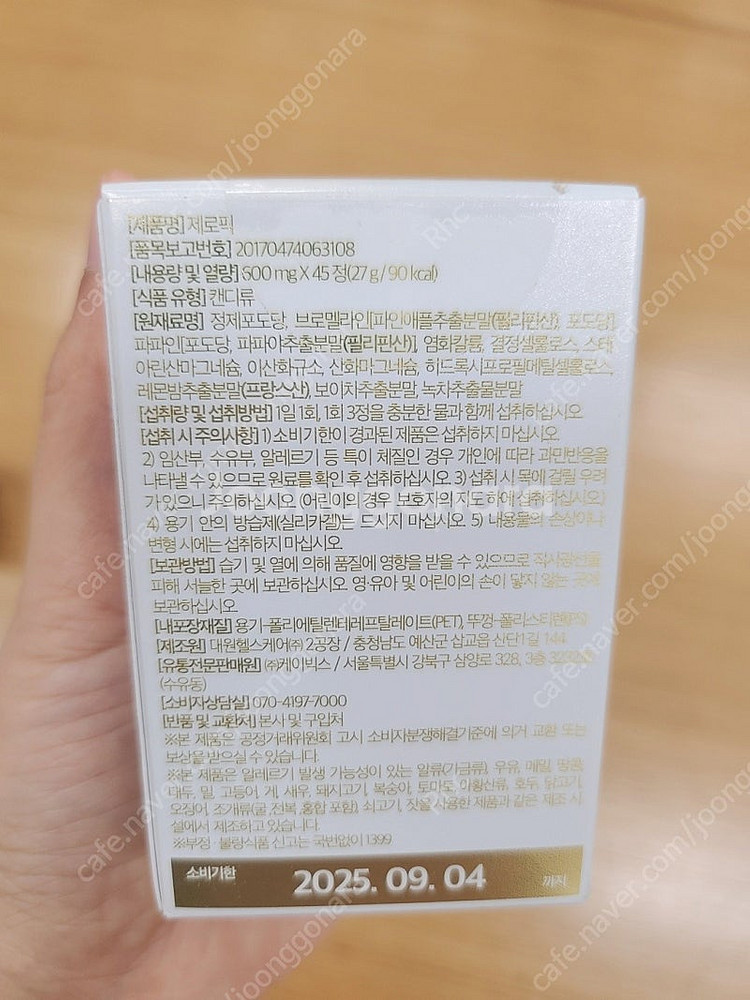 [제품명] 제로픽
[품목보고번호] 20170474063108
[내용량 및 열량] 600 mg X 45 정(27 g / 90 kcal)
[식품 유형] 캔디류
[원재료명] 정제포도당, 브로멜라인[파인애플추출분말(필리핀산), 포도당]
파파인[포도당, 파파야추출분말(필리핀산)], 염화칼륨, 결정셀룰로스, 스테
아린산마그네슘, 이산화규소, 산화마그네슘, 히드록시프로필메틸셀룰로스,
레몬밤추출분말(프랑스산), 보이차추출분말, 녹차추출물분말
[섭취량 및 섭취방법] 1일 1회, 1회 3정을 충분한 물과 함께 섭취하십시오
[섭취 시 주의사항] 1) 소비기한이 경과된 제품은 섭취하지 마십시오
2) 임산부, 수유부, 알레르기 등 특이 체질인 경우 개인에 따라 과민반응을
나타낼 수 있으므로 원료를 확인 후 섭취하십시오. 3) 섭취 시 목에 걸릴 우려
가 있으니 주의하십시오. (어린이의 경우 보호자의 지도하에 섭취하십시오)
4) 용기 안의 방습제(실리카겔)는 드시지 마십시오. 5) 내용물의 손상이나
변형 시에는 섭취하지 마십시오.
[보관방법] 습기 및 열에 의해 품질에 영향을 받을 수 있으므로 직사광선을
피해 서늘한 곳에 보관하십시오. 영·유아 및 어린이의 손이 닿지 않는 곳에
보관하십시오.
[내포장재질] 용기-폴리에틸렌테레프탈레이트(PET), 뚜껑-폴리스티렌(PS)
[제조원] 대원헬스케어㈜ 2공장 / 충청남도 예산군 삽교읍 산단1길 144
[유통전문판매원] ㈜케이빅스 / 서울특별시 강북구 삼양로 328, 3층
(수유동)
[소비자상담실] 070-4197-7000
[반품 및 교환처] 본사 및 구입처
※본 제품은 공정거래위원회 고시 소비자분쟁해결기준에 의거 교환 또는
보상을 받으실 수 있습니다.
※본 제품은 알레르기 발생 가능성이 있는 알류(가금류), 우유, 메밀, 땅콩,
대두, 밀, 고등어, 게, 새우, 돼지고기, 복숭아, 토마토, 아황산류, 호두, 닭고기,
오징어, 조개류(굴, 전복, 홍합 포함), 쇠고기, 잣을 사용한 제품과 같은 제조 시
설에서 제조하고 있습니다.
※부정·불량식품 신고는 국번없이 1399
소비기한 2025. 09. 04 까지
cafe.naver.com/joonggonara
Rhc
Joonggonara